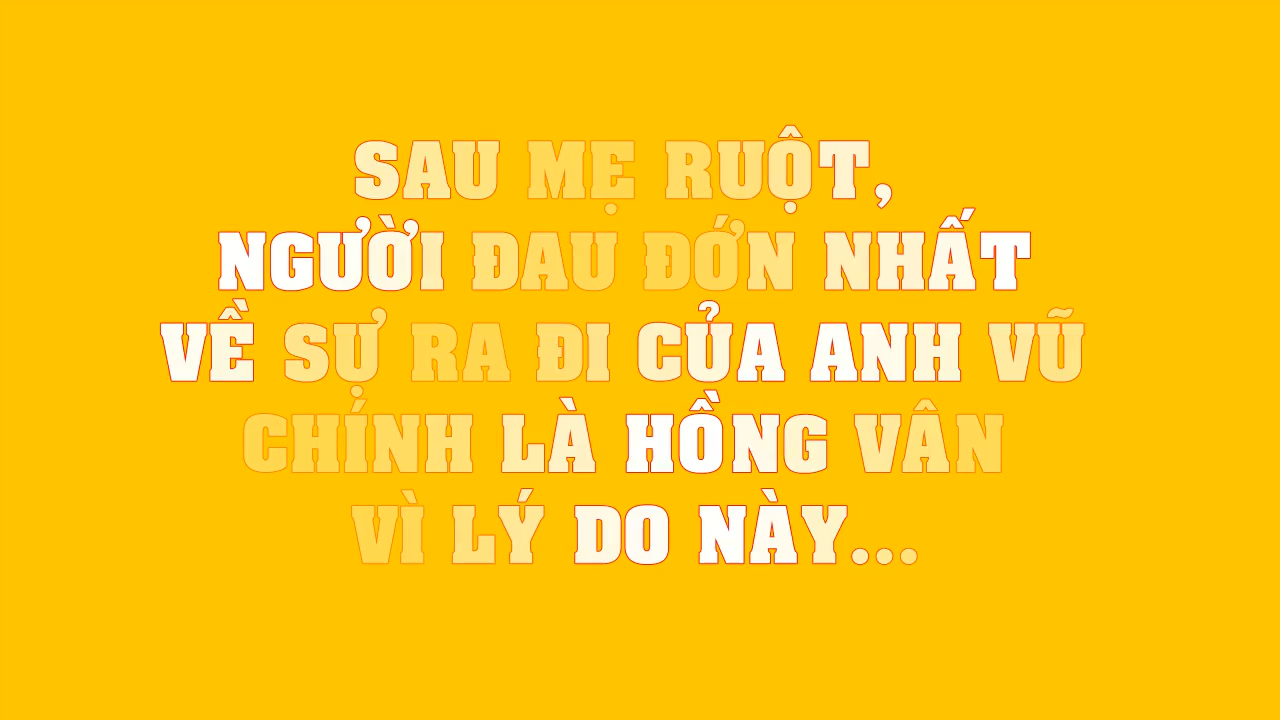 SAU MẸ RUỘT,
NGƯỜI ĐAU ĐỚN NHẤT
VỀ SỰ RA ĐI CỦA ANH VŨ
CHÍNH LÀ HỒNG VÂN
VÌ LÝ DO NÀY...